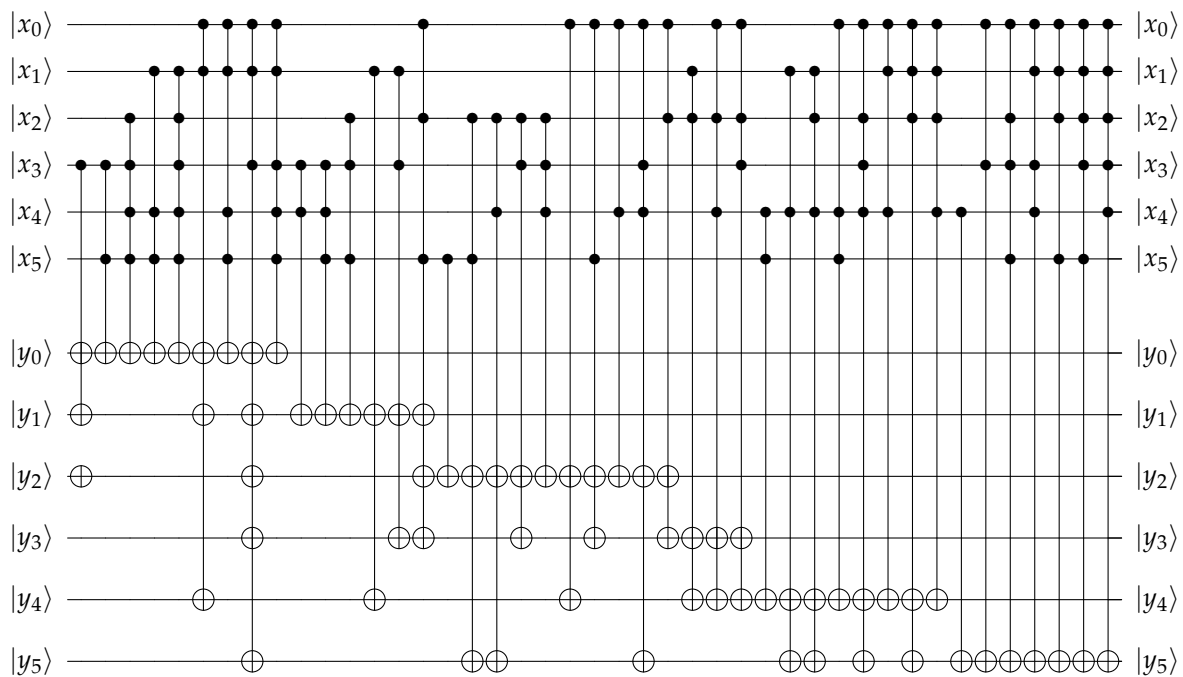 |x₀⟩ |x₀⟩
|x₁⟩ |x₁⟩
|x₂⟩ |x₂⟩
|x₃⟩ |x₃⟩
|x₄⟩ |x₄⟩
|x₅⟩ |x₅⟩
|y₀⟩ |y₀⟩
|y₁⟩ |y₁⟩
|y₂⟩ |y₂⟩
|y₃⟩ |y₃⟩
|y₄⟩ |y₄⟩
|y₅⟩ |y₅⟩